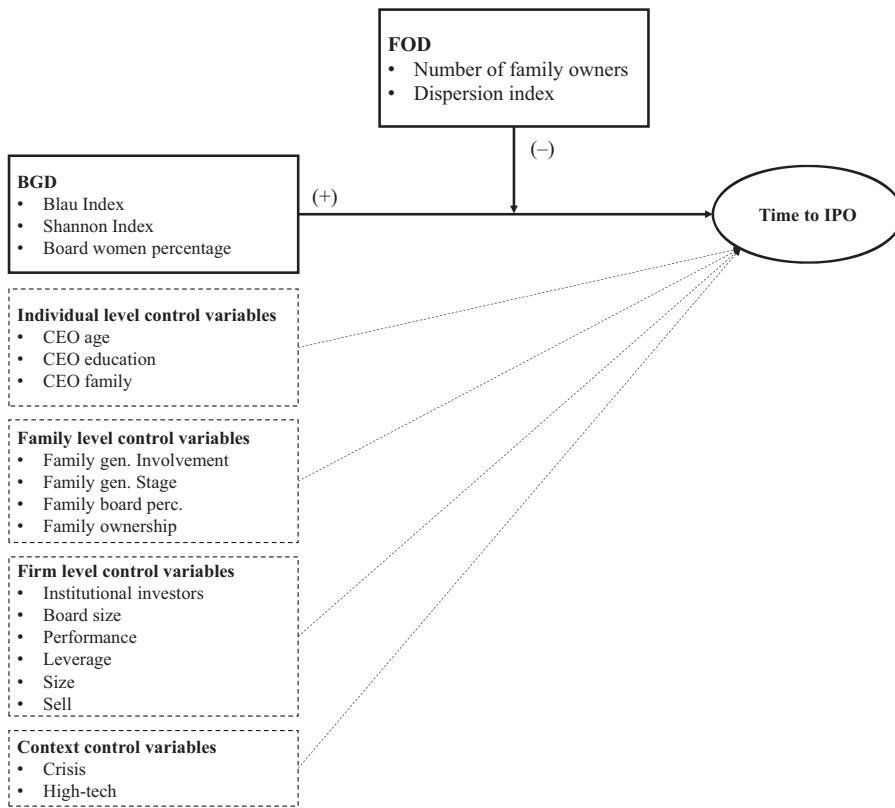 FOD
• Number of family owners
• Dispersion index
(–)
BGD
• Blau Index
• Shannon Index
• Board women percentage
(+)
Time to IPO
Individual level control variables
• CEO age
• CEO education
• CEO family
Family level control variables
• Family gen. Involvement
• Family gen. Stage
• Family board perc.
• Family ownership
Firm level control variables
• Institutional investors
• Board size
• Performance
• Leverage
• Size
• Sell
Context control variables
• Crisis
• High-tech